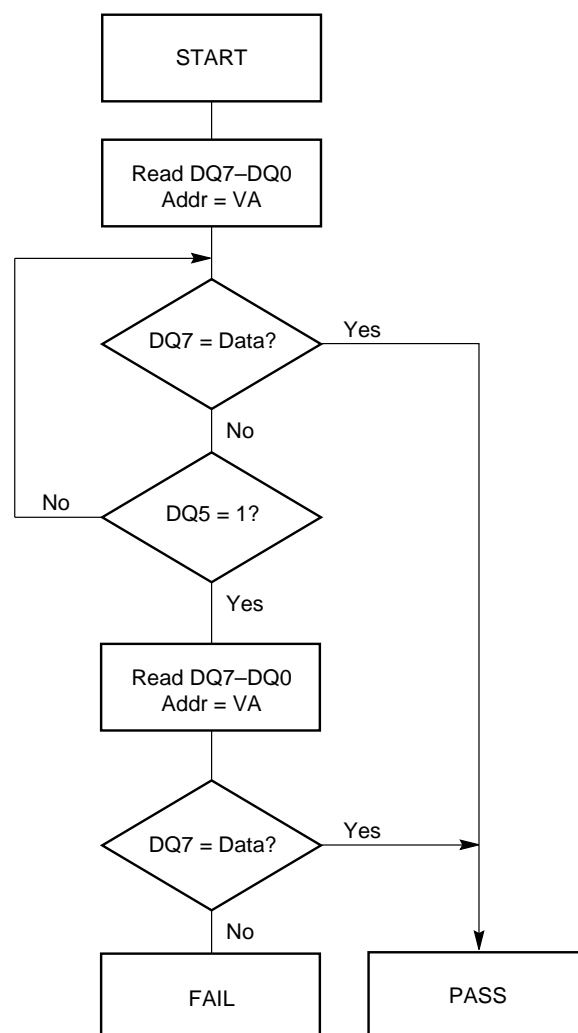 START
Read DQ7–DQ0
Addr = VA
DQ7 = Data?
Yes
No
No
DQ5 = 1?
Yes
Read DQ7–DQ0
Addr = VA
DQ7 = Data?
Yes
No
FAIL
PASS